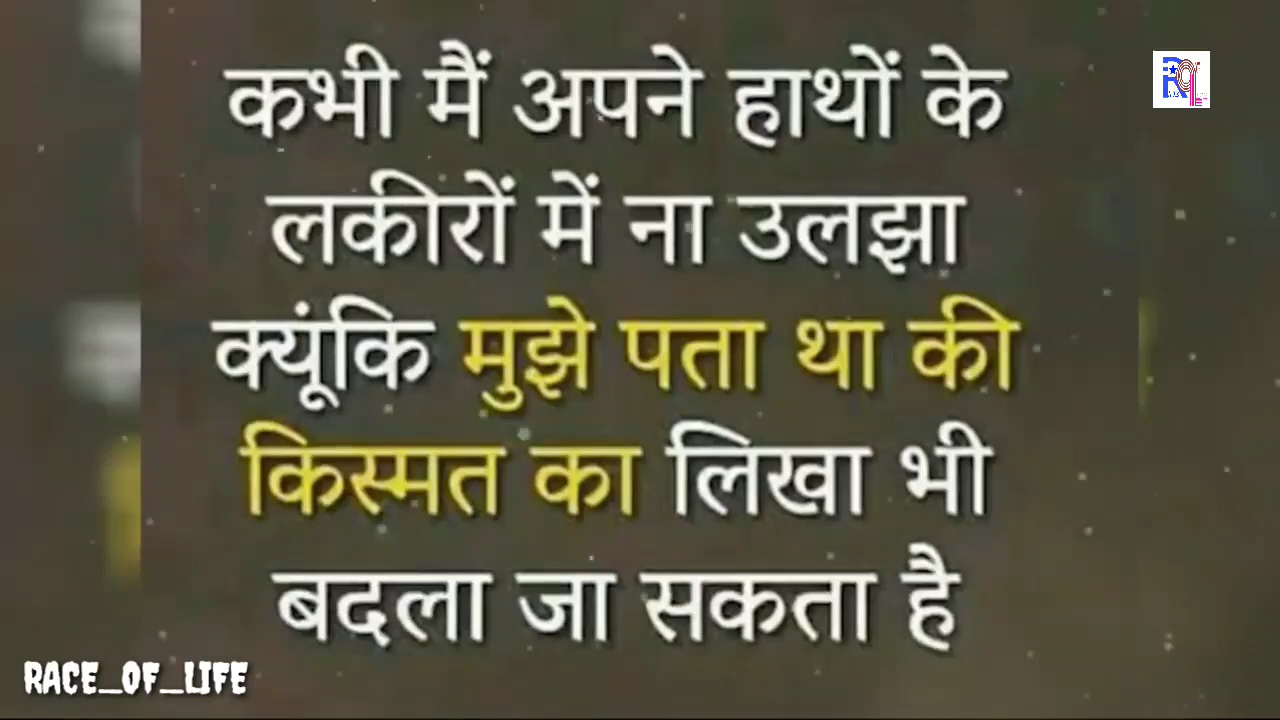 कभी मैं अपने हाथों के
लकीरों में ना उलझा
क्यूंकि मुझे पता था की
किस्मत का लिखा भी
बदला जा सकता है
RACE_OF_LIFE